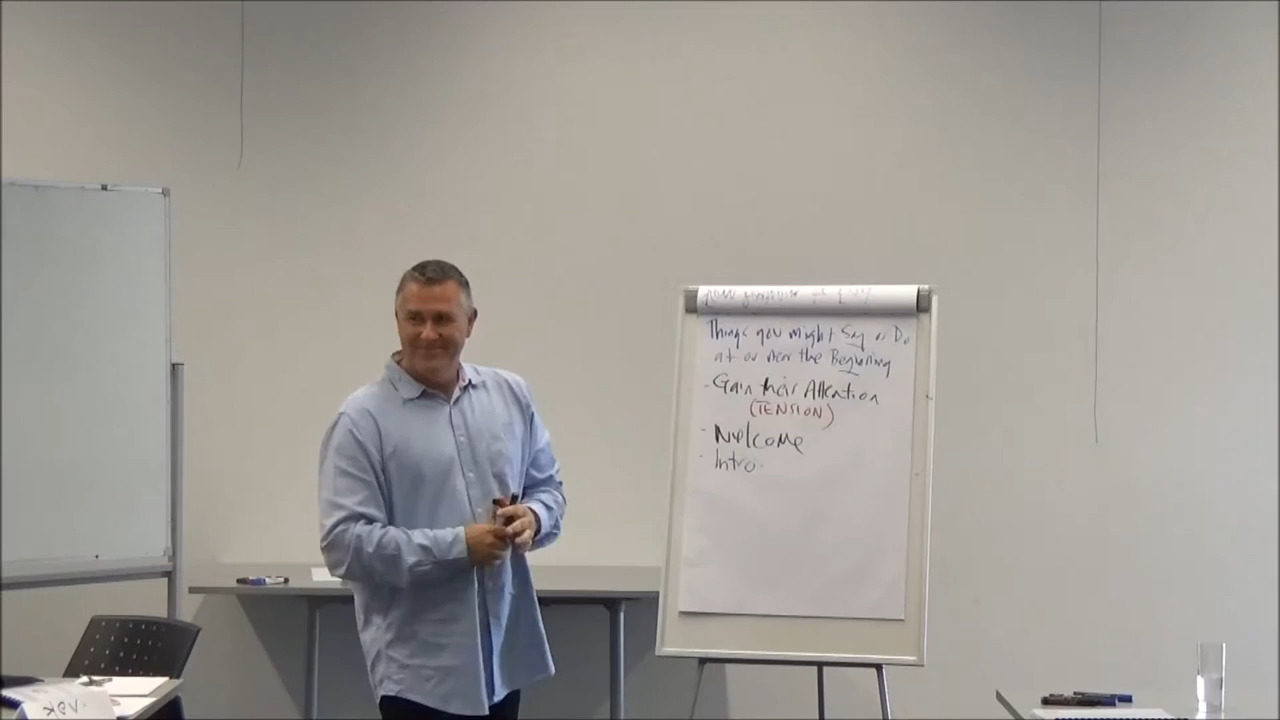 Things you might Say or Do
at or near the Beginning
- Gain their Attention
(TENSION)
- Welcome
- Intro